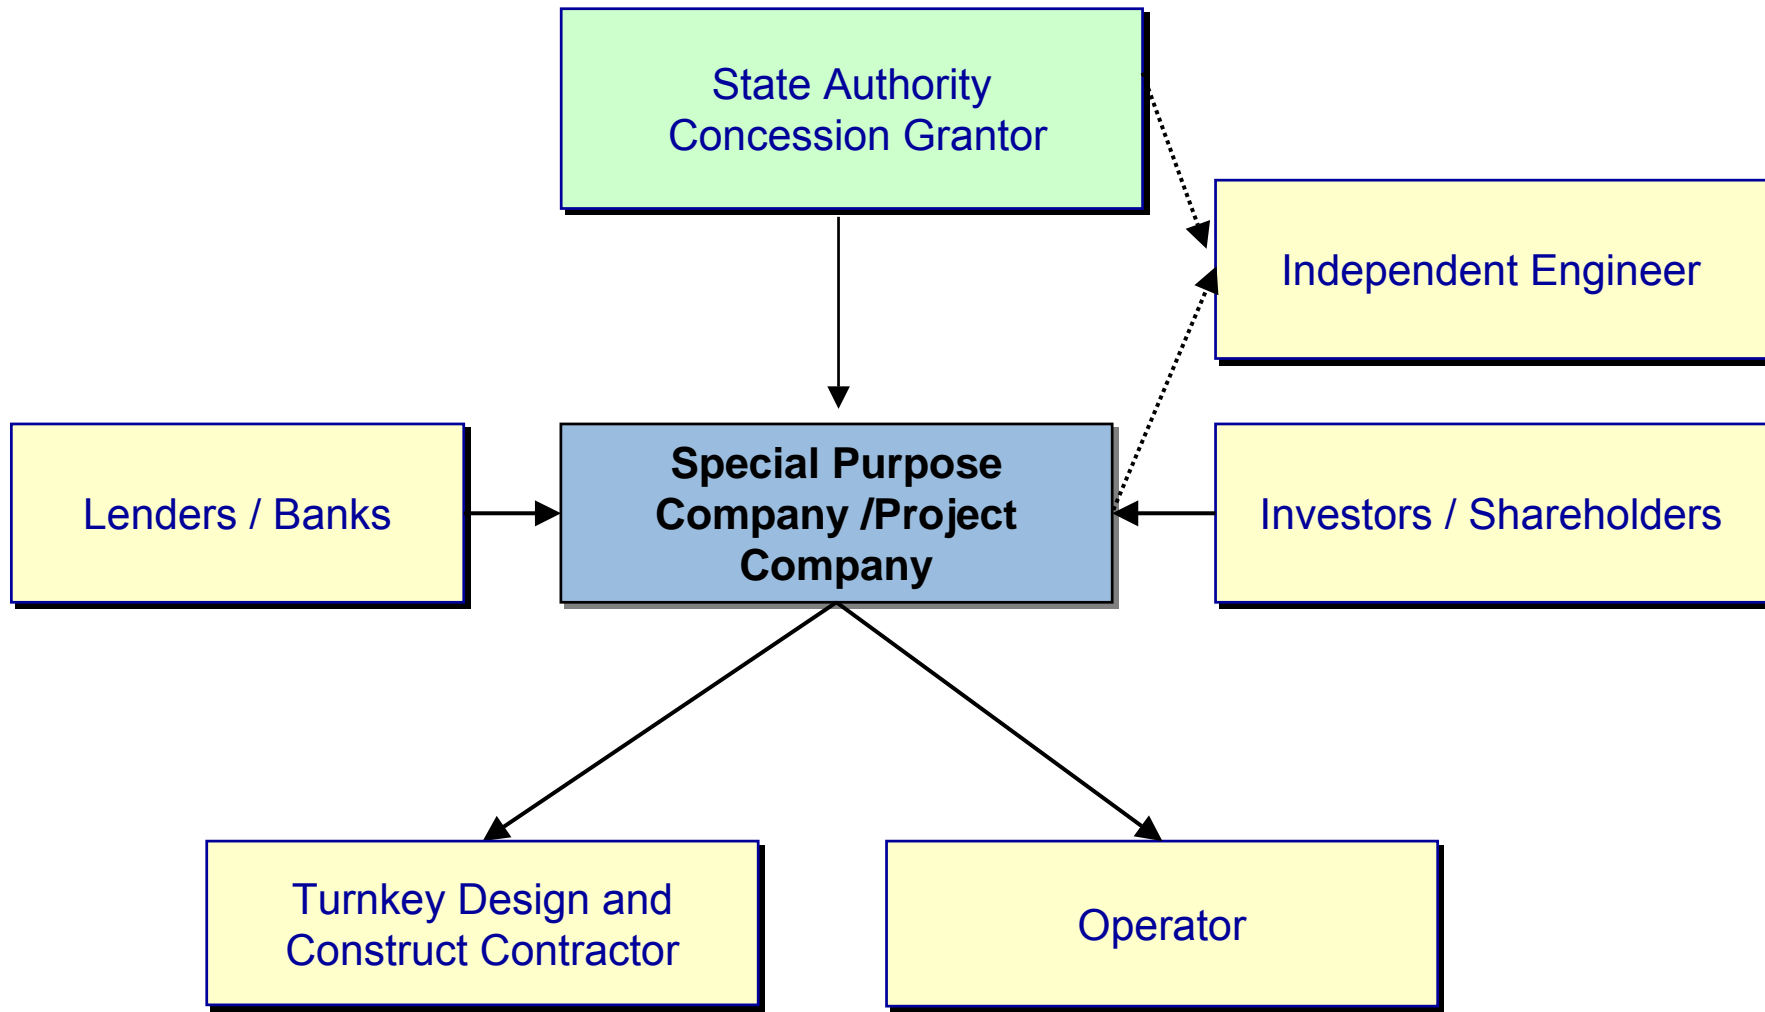 State Authority
Concession Grantor
Independent Engineer
Lenders / Banks
Special Purpose
Company /Project
Company
Investors / Shareholders
Turnkey Design and
Construct Contractor
Operator